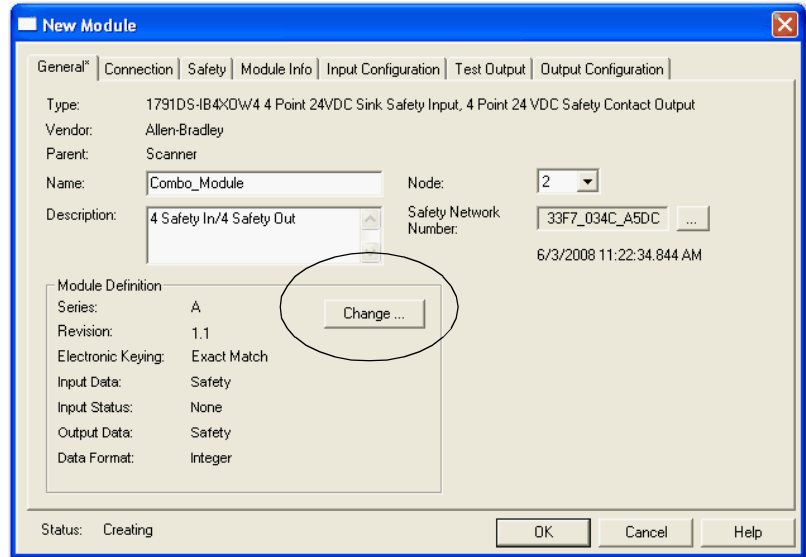 New Module
General* Connection Safety Module Info Input Configuration Test Output Output Configuration
Type: 1791DS-IB4XOW4 4 Point 24VDC Sink Safety Input, 4 Point 24 VDC Safety Contact Output
Vendor: Allen-Bradley
Parent: Scanner
Name: Combo_Module Node: 2
Description: 4 Safety In/4 Safety Out Safety Network
Number: 33F7_034C_A5DC ...
6/3/2008 11:22:34.844 AM
Module Definition
Series: A Change ...
Revision: 1.1
Electronic Keying: Exact Match
Input Data: Safety
Input Status: None
Output Data: Safety
Data Format: Integer
Status: Creating OK Cancel Help